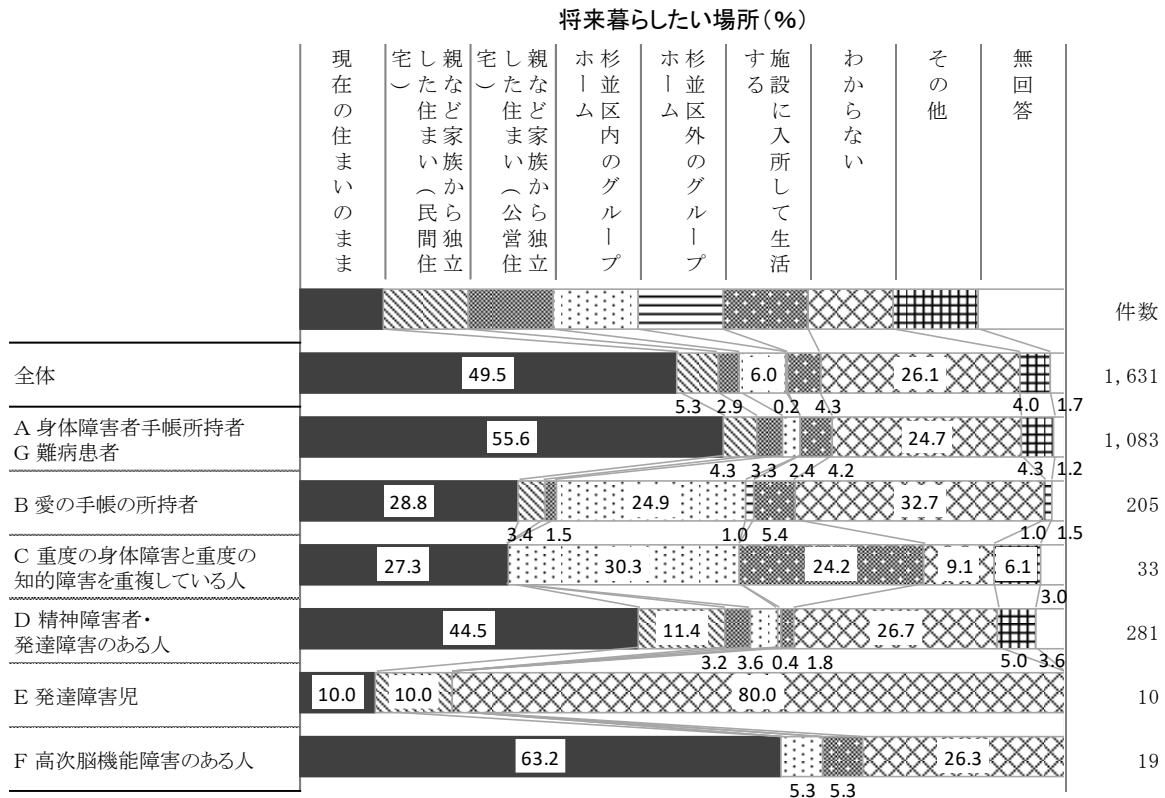 将来暮らしたい場所(%)
現在の住まいのまま
親など家族から独立
した住まい(民間住
宅)
親など家族から独立
した住まい(公営住
宅)
杉並区内のグループ
ホーム
杉並区外のグループ
ホーム
施設に入所して生活
する
わからない
その他
無回答
件数
全体
49.5
6.0
26.1
1,631
5.3 2.9 0.2 4.3 4.0 1.7
A 身体障害者手帳所持者
G 難病患者
55.6
24.7
1,083
4.3 3.3 2.4 4.2 4.3 1.2
B 愛の手帳の所持者
28.8
24.9
32.7
205
3.4 1.5 1.0 5.4 1.0 1.5
C 重度の身体障害と重度の
知的障害を重複している人
27.3
30.3
24.2
9.1
6.1
33
3.0
D 精神障害者・
発達障害のある人
44.5
11.4
26.7
281
3.2 3.6 0.4 1.8 5.0 3.6
E 発達障害児
10.0
10.0
80.0
10
F 高次脳機能障害のある人
63.2
26.3
19
5.3 5.3